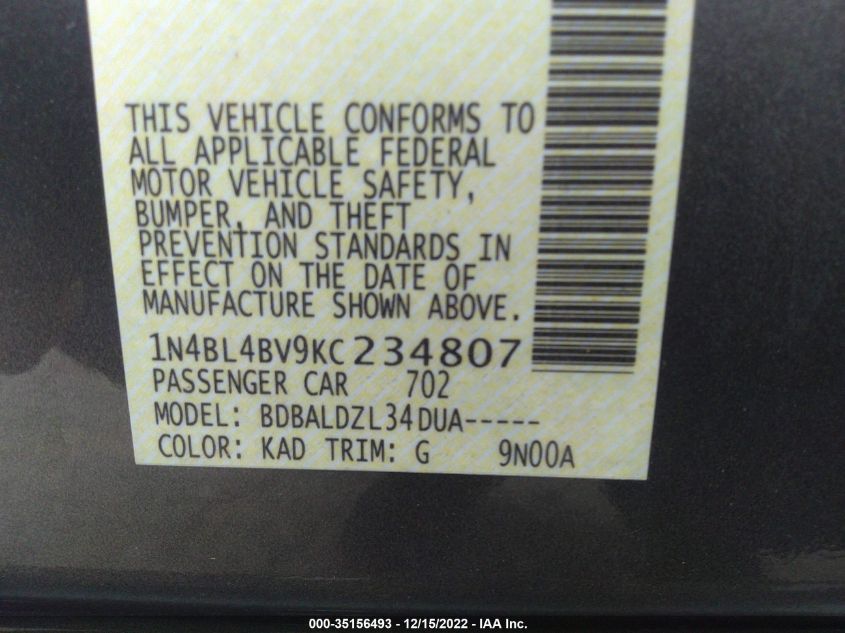 THIS VEHICLE CONFORMS TO
ALL APPLICABLE FEDERAL
MOTOR VEHICLE SAFETY,
BUMPER, AND THEFT
PREVENTION STANDARDS IN
EFFECT ON THE DATE OF
MANUFACTURE SHOWN ABOVE.
1N4BL4BV9KC234807
PASSENGER CAR 702
MODEL: BDBALDZL34DUA-----
COLOR: KAD TRIM: G 9N00A
000-35156493 - 12/15/2022 - IAA Inc.